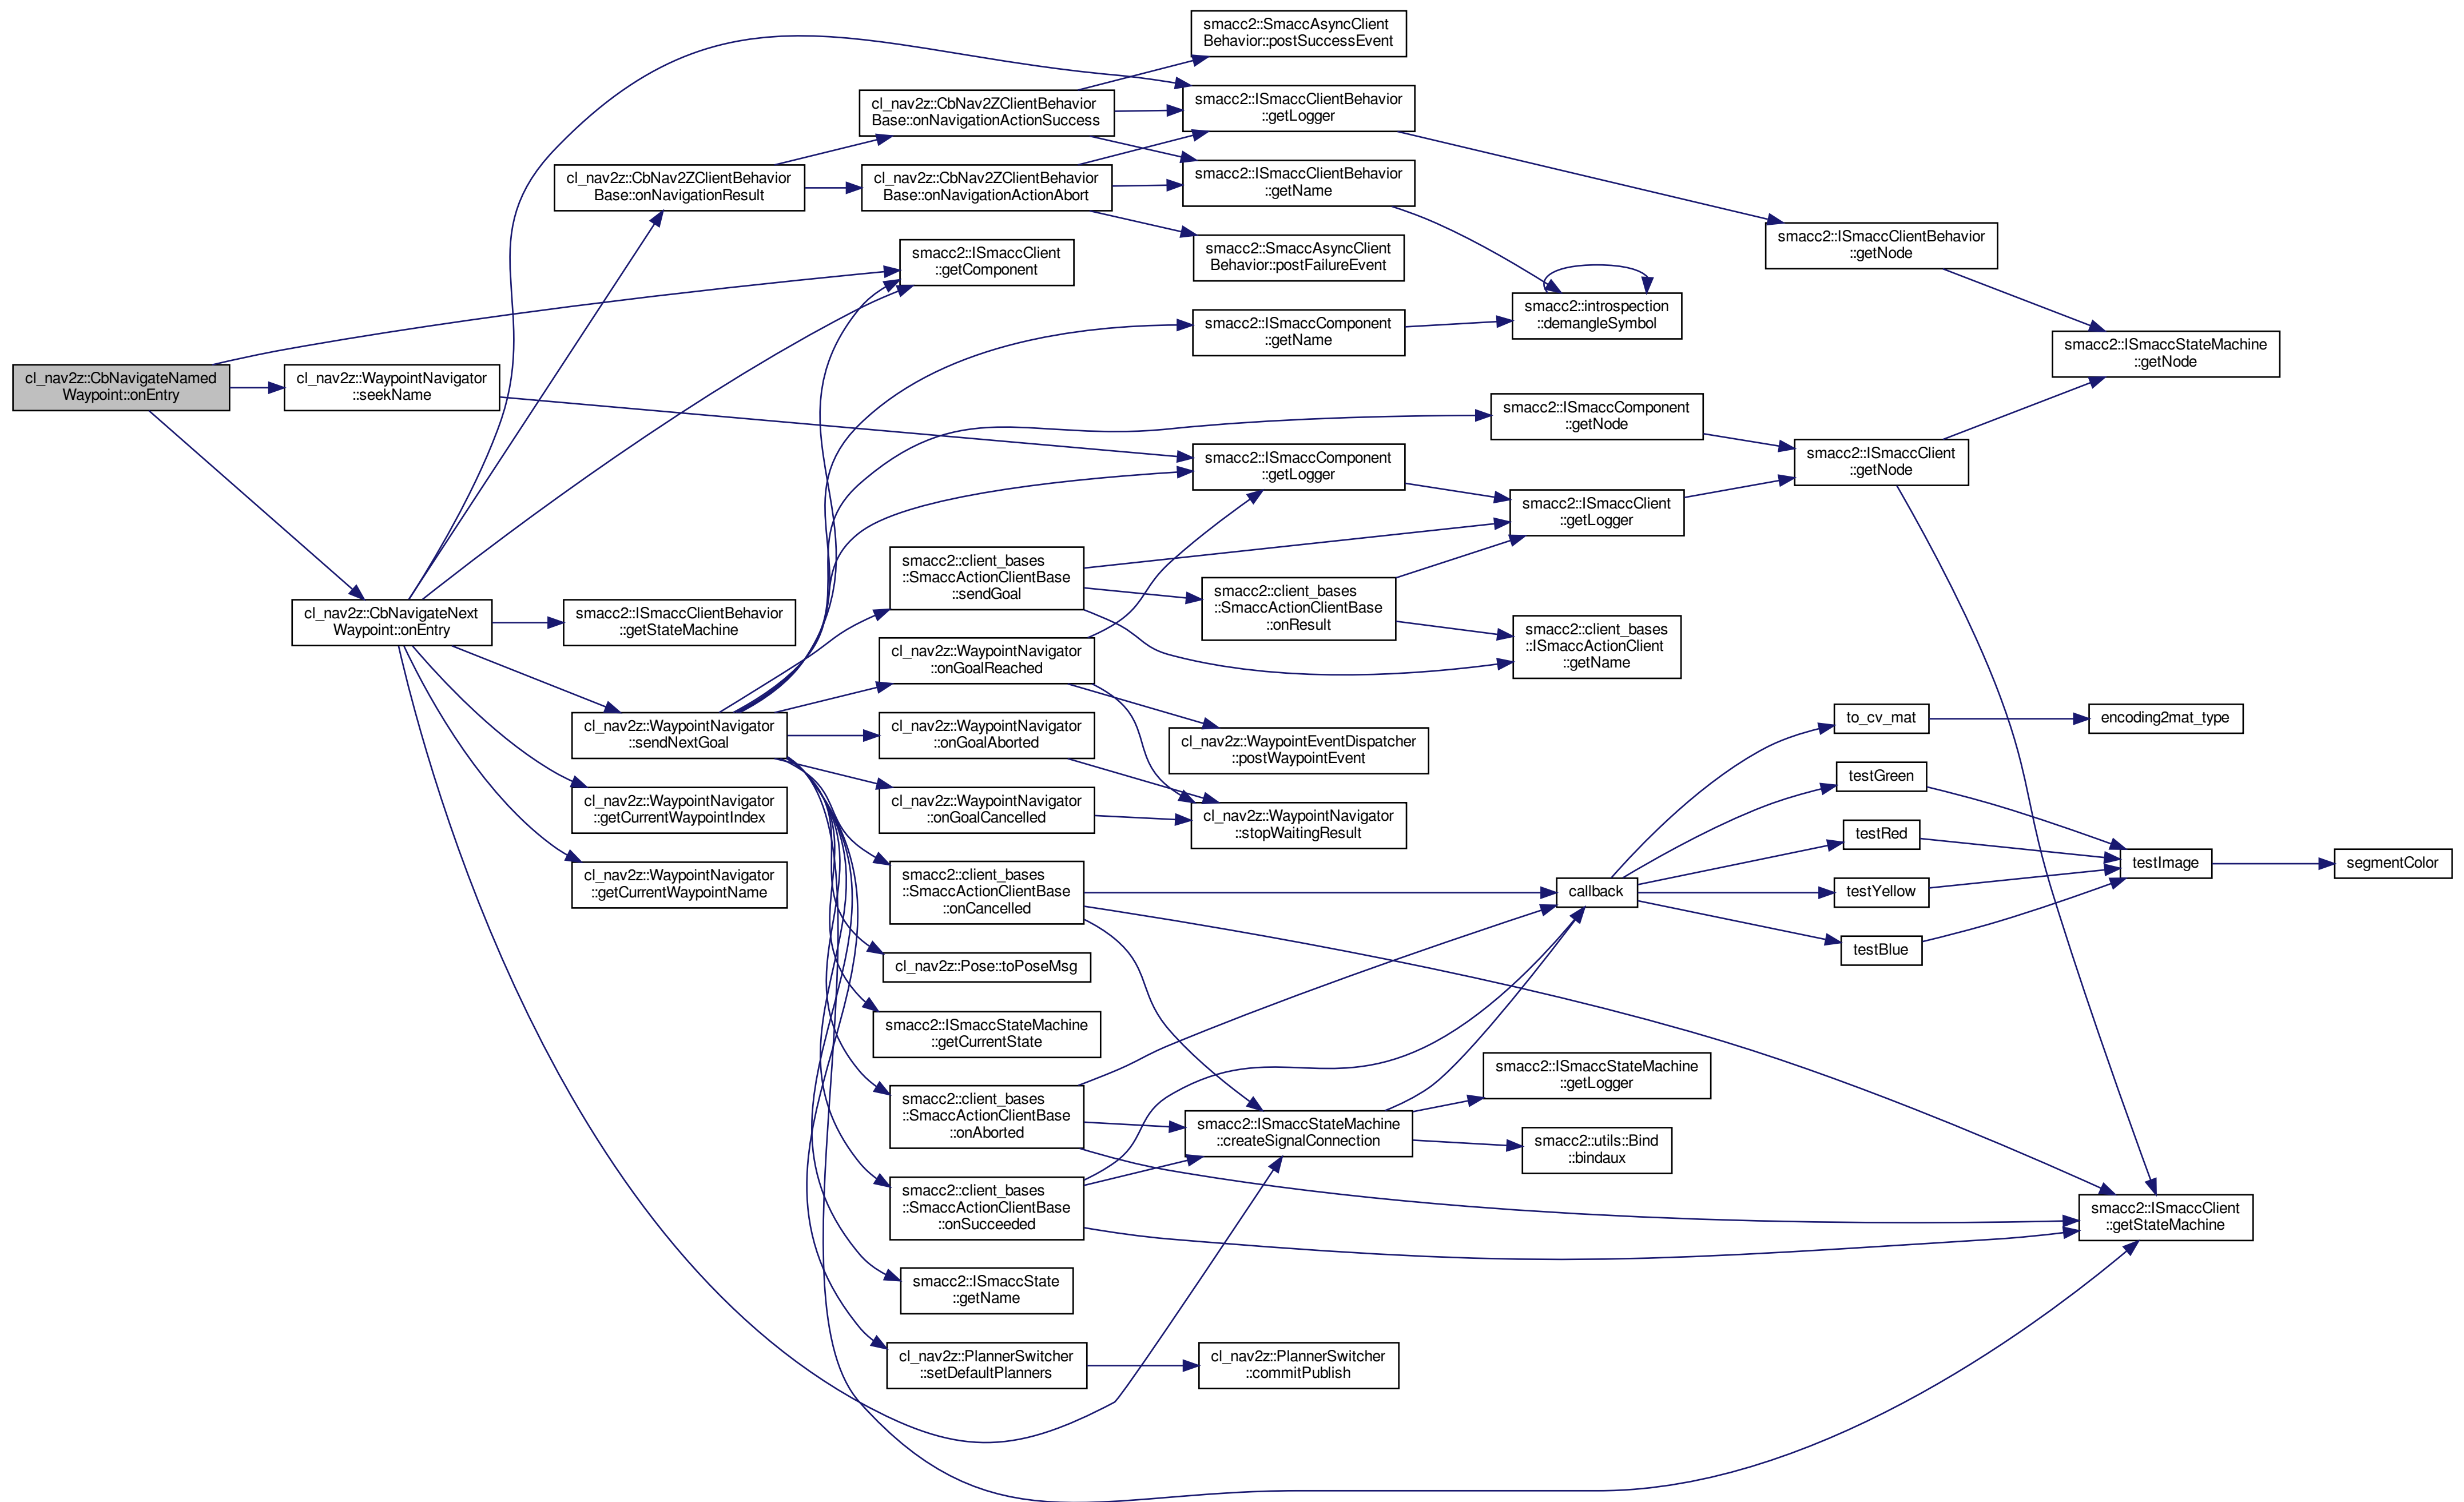 cl_nav2z::CbNavigateNamed
Waypoint::onEntry
cl_nav2z::WaypointNavigator
::seekName
cl_nav2z::CbNavigateNext
Waypoint::onEntry
cl_nav2z::CbNav2ZClientBehavior
Base::onNavigationResult
smacc2::ISmaccClientBehavior
::getStateMachine
cl_nav2z::WaypointNavigator
::sendNextGoal
cl_nav2z::WaypointNavigator
::getCurrentWaypointIndex
cl_nav2z::WaypointNavigator
::getCurrentWaypointName
cl_nav2z::CbNav2ZClientBehavior
Base::onNavigationActionSuccess
cl_nav2z::CbNav2ZClientBehavior
Base::onNavigationActionAbort
smacc2::ISmaccClient
::getComponent
smacc2::client_bases
::SmaccActionClientBase
::sendGoal
cl_nav2z::WaypointNavigator
::onGoalReached
cl_nav2z::WaypointNavigator
::onGoalAborted
cl_nav2z::WaypointNavigator
::onGoalCancelled
smacc2::client_bases
::SmaccActionClientBase
::onCancelled
cl_nav2z::Pose::toPoseMsg
smacc2::ISmaccStateMachine
::getCurrentState
smacc2::client_bases
::SmaccActionClientBase
::onAborted
smacc2::client_bases
::SmaccActionClientBase
::onSucceeded
smacc2::ISmaccState
::getName
cl_nav2z::PlannerSwitcher
::setDefaultPlanners
smacc2::SmaccAsyncClient
Behavior::postSuccessEvent
smacc2::ISmaccClientBehavior
::getLogger
smacc2::ISmaccClientBehavior
::getName
smacc2::SmaccAsyncClient
Behavior::postFailureEvent
smacc2::ISmaccComponent
::getName
smacc2::ISmaccComponent
::getLogger
smacc2::client_bases
::SmaccActionClientBase
::onResult
cl_nav2z::WaypointEventDispatcher
::postWaypointEvent
cl_nav2z::WaypointNavigator
::stopWaitingResult
smacc2::ISmaccStateMachine
::createSignalConnection
cl_nav2z::PlannerSwitcher
::commitPublish
smacc2::introspection
::demangleSymbol
smacc2::ISmaccComponent
::getNode
smacc2::ISmaccClient
::getLogger
smacc2::client_bases
::ISmaccActionClient
::getName
callback
smacc2::ISmaccStateMachine
::getLogger
smacc2::utils::Bind
::bindaux
smacc2::ISmaccClientBehavior
::getNode
smacc2::ISmaccClient
::getNode
to_cv_mat
testGreen
testRed
testYellow
testBlue
smacc2::ISmaccStateMachine
::getNode
encoding2mat_type
testImage
smacc2::ISmaccClient
::getStateMachine
segmentColor